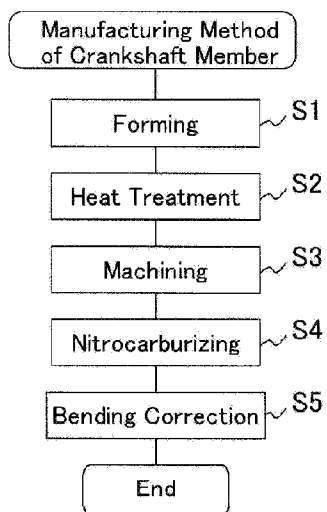 Manufacturing Method
of Crankshaft Member
Forming
S1
Heat Treatment
S2
Machining
S3
Nitrocarburizing
S4
Bending Correction
S5
End